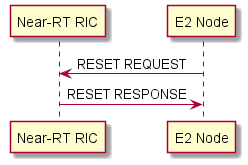 Near-RT RIC
E2 Node
RESET REQUEST
RESET RESPONSE
Near-RT RIC
E2 Node